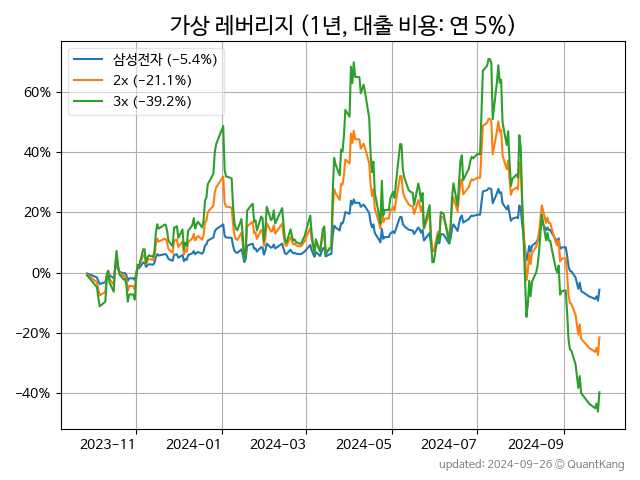 가상 레버리지 (1년, 대출 비용: 연 5%)
삼성전자 (−5.4%)
2x (−21.1%)
3x (−39.2%)
60%
40%
20%
0%
−20%
−40%
2023-11 2024-01 2024-03 2024-05 2024-07 2024-09
updated: 2024-09-26 © QuantKang